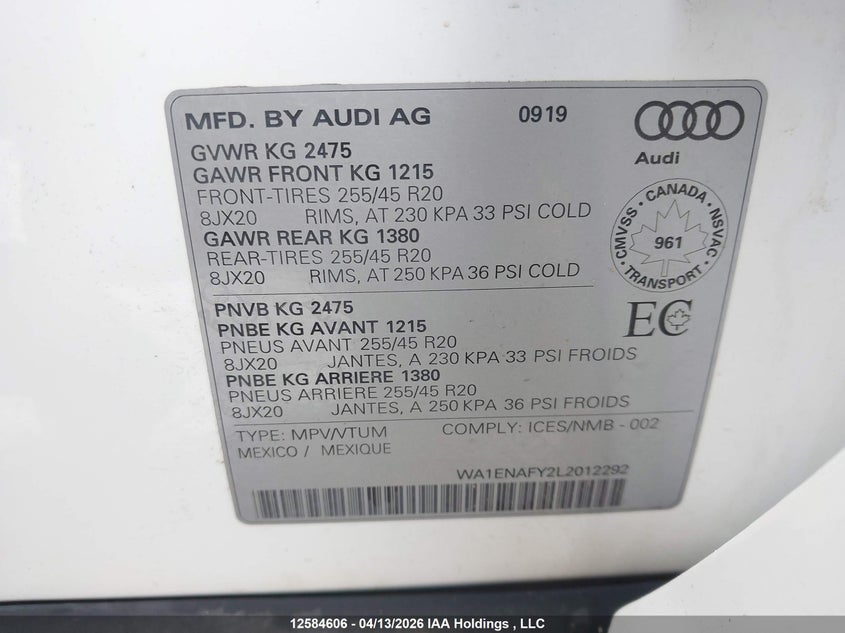 MFD. BY AUDI AG 0919
Audi
GVWR KG 2475
GAWR FRONT KG 1215
FRONT-TIRES 255/45 R20
8JX20 RIMS, AT 230 KPA 33 PSI COLD
GAWR REAR KG 1380
REAR-TIRES 255/45 R20
8JX20 RIMS, AT 250 KPA 36 PSI COLD
CMVSS · CANADA · NSVAC
961
TRANSPORT
PNVB KG 2475
PNBE KG AVANT 1215
PNEUS AVANT 255/45 R20
8JX20 JANTES, A 230 KPA 33 PSI FROIDS
PNBE KG ARRIERE 1380
PNEUS ARRIERE 255/45 R20
8JX20 JANTES, A 250 KPA 36 PSI FROIDS
EC
TYPE: MPV/VTUM COMPLY: ICES/NMB - 002
MEXICO / MEXIQUE
WA1ENAFY2L2012292
12584606 - 04/13/2026 IAA Holdings , LLC